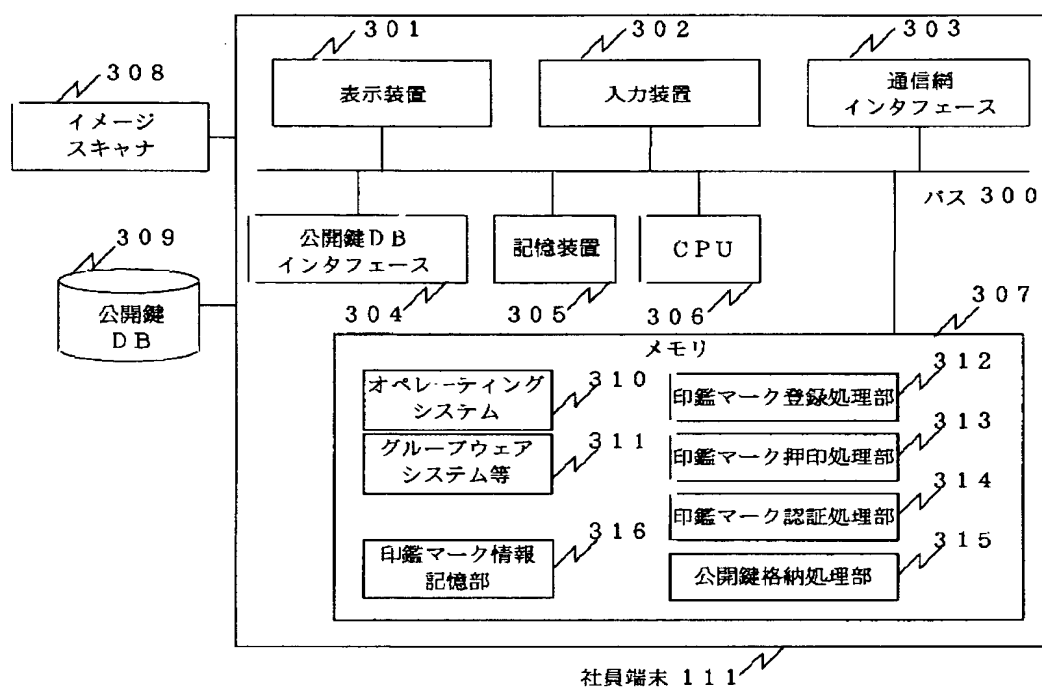 301
302
303
308
表示装置
入力装置
通信網
インタフェース
イメージ
スキャナ
バス 300
309
公開鍵DB
インタフェース
記憶装置
CPU
公開鍵
DB
304
305
306
307
メモリ
オペレーティング
システム
310
印鑑マーク登録処理部
312
グループウェア
システム等
311
印鑑マーク押印処理部
313
印鑑マーク認証処理部
314
印鑑マーク情報
記憶部
316
公開鍵格納処理部
315
社員端末 111